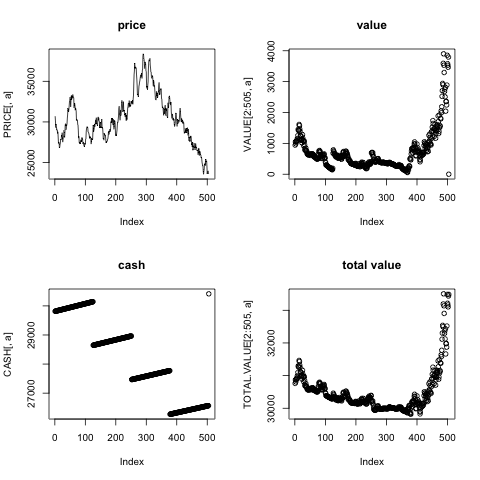 price
value
PRICE[, a]
25000 30000 35000
0 100 200 300 400 500
Index
VALUE[2:505, a]
0 1000 2000 3000 4000
0 100 200 300 400 500
Index
cash
total value
CASH[, a]
27000 29000
0 100 200 300 400 500
Index
TOTAL.VALUE[2:505, a]
30000 32000
0 100 200 300 400 500
Index